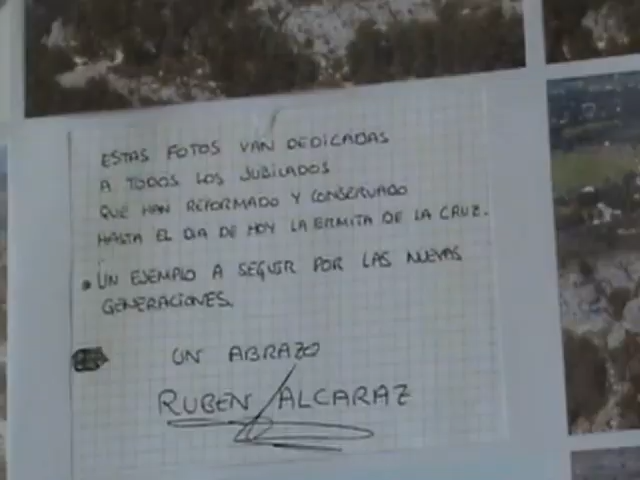 ESTAS FOTOS VAN DEDICADAS
A TODOS LOS JUBILADOS
QUE HAN REFORMADO Y CONSERVADO
HASTA EL DIA DE HOY LA ERMITA DE LA CRUZ.
• UN EJEMPLO A SEGUIR POR LAS NUEVAS
GENERACIONES.
UN ABRAZO
RUBEN ALCARAZ